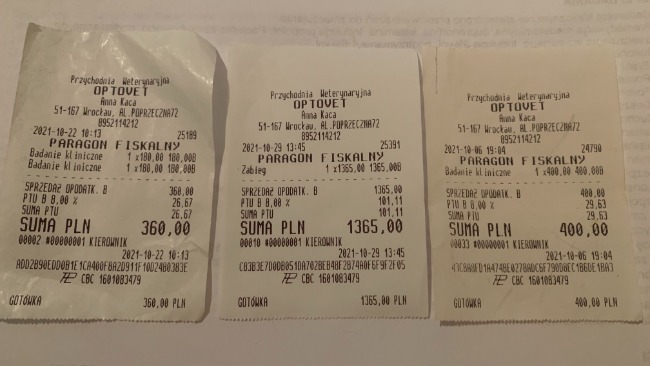 Przychodnia Weterynaryjna
OPTOVET
Anna Kaca
51-167 Wrocław, AL.POPRZECZNA72
8952114212
2021-10-22 10:13 25189
PARAGON FISKALNY
Badanie kliniczne 1 x180,00 180,00B
Badanie kliniczne 1 x180,00 180,00B
SPRZEDAŻ OPODATK. B 360,00
PTU B 8,00 % 26,67
SUMA PTU 26,67
SUMA PLN 360,00
00002 #00000001 KIEROWNIK
2021-10-22 10:13
CBC 1601083479
GOTÓWKA 360,00 PLN
Przychodnia Weterynaryjna
OPTOVET
Anna Kaca
51-167 Wrocław, AL.POPRZECZNA72
8952114212
2021-10-29 13:45 25391
PARAGON FISKALNY
Zabieg 1 x1365,00 1365,00B
SPRZEDAŻ OPODATK. B 1365,00
PTU B 8,00 % 101,11
SUMA PTU 101,11
SUMA PLN 1365,00
00010 #00000001 KIEROWNIK
2021-10-29 13:45
CBC 1601083479
GOTÓWKA 1365,00 PLN
Przychodnia Weterynaryjna
OPTOVET
Anna Kaca
51-167 Wrocław, AL.POPRZECZNA72
8952114212
2021-10-06 19:04 24790
PARAGON FISKALNY
Badanie kliniczne 1 x400,00 400,00B
SPRZEDAŻ OPODATK. B 400,00
PTU B 8,00 % 29,63
SUMA PTU 29,63
SUMA PLN 400,00
00033 #00000001 KIEROWNIK
2021-10-06 19:04
CBC 1601083479
GOTÓWKA 400,00 PLN